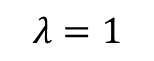 λ = 1